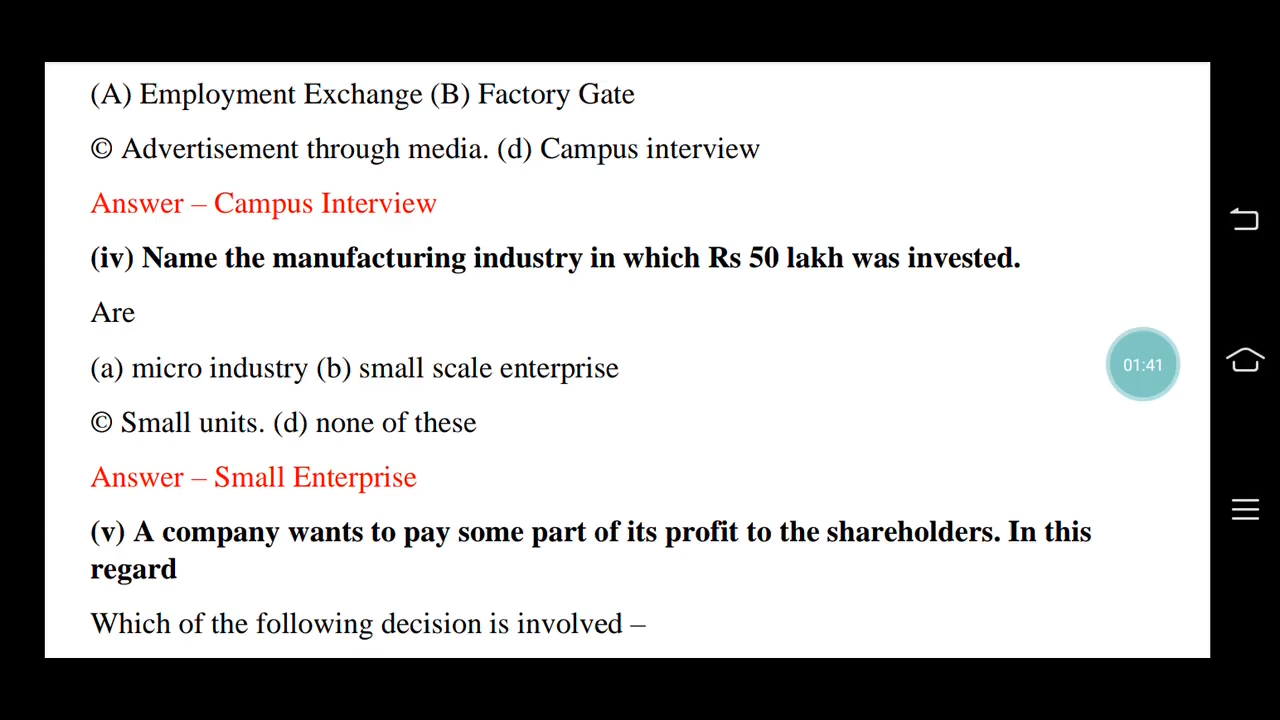 (A) Employment Exchange (B) Factory Gate
© Advertisement through media. (d) Campus interview
Answer – Campus Interview
(iv) Name the manufacturing industry in which Rs 50 lakh was invested.
Are
(a) micro industry (b) small scale enterprise
© Small units. (d) none of these
Answer – Small Enterprise
(v) A company wants to pay some part of its profit to the shareholders. In this
regard
Which of the following decision is involved –
01:41